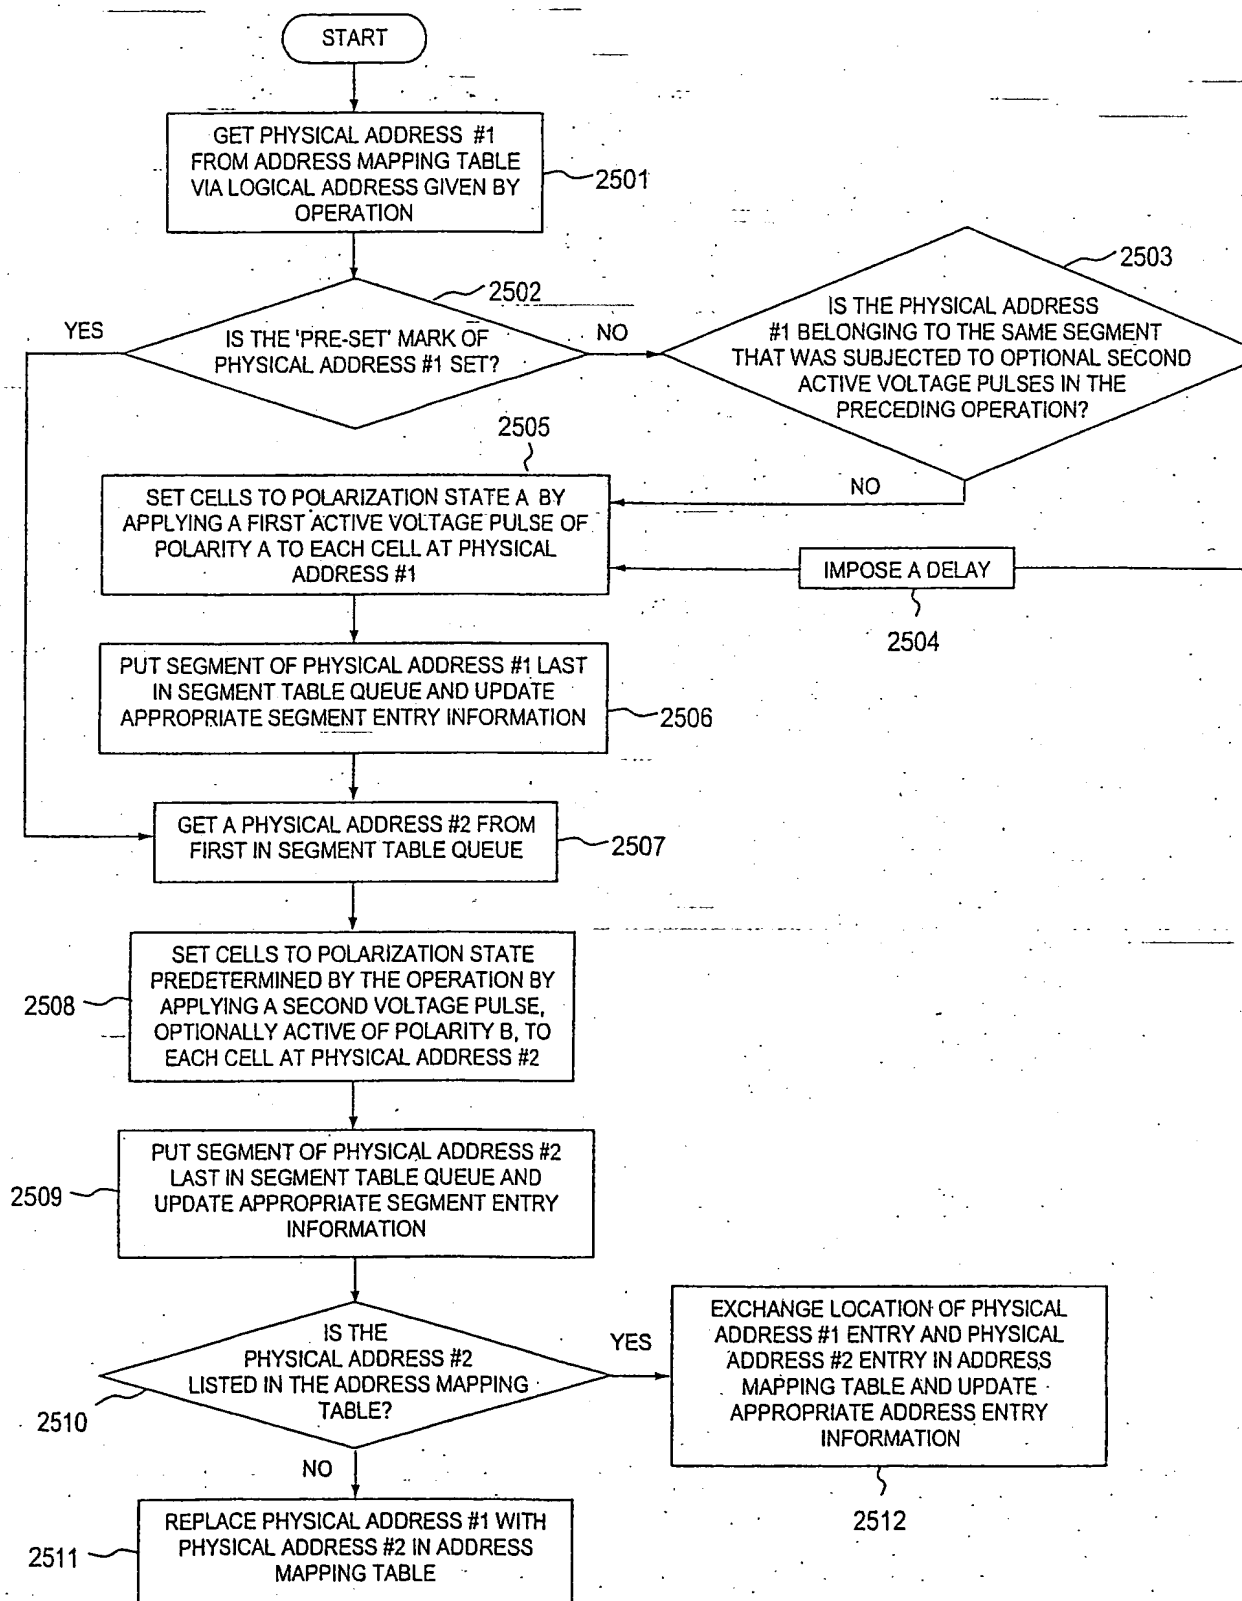 START
GET PHYSICAL ADDRESS #1
FROM ADDRESS MAPPING TABLE
VIA LOGICAL ADDRESS GIVEN BY
OPERATION
2501
2502
IS THE 'PRE-SET' MARK OF
PHYSICAL ADDRESS #1 SET?
YES
NO
2503
IS THE PHYSICAL ADDRESS
#1 BELONGING TO THE SAME SEGMENT
THAT WAS SUBJECTED TO OPTIONAL SECOND
ACTIVE VOLTAGE PULSES IN THE
PRECEDING OPERATION?
NO
2505
SET CELLS TO POLARIZATION STATE A BY
APPLYING A FIRST ACTIVE VOLTAGE PULSE OF
POLARITY A TO EACH CELL AT PHYSICAL
ADDRESS #1
IMPOSE A DELAY
2504
PUT SEGMENT OF PHYSICAL ADDRESS #1 LAST
IN SEGMENT TABLE QUEUE AND UPDATE
APPROPRIATE SEGMENT ENTRY INFORMATION
2506
GET A PHYSICAL ADDRESS #2 FROM
FIRST IN SEGMENT TABLE QUEUE
2507
SET CELLS TO POLARIZATION STATE
PREDETERMINED BY THE OPERATION BY
APPLYING A SECOND VOLTAGE PULSE,
OPTIONALLY ACTIVE OF POLARITY B, TO
EACH CELL AT PHYSICAL ADDRESS #2
2508
PUT SEGMENT OF PHYSICAL ADDRESS #2
LAST IN SEGMENT TABLE QUEUE AND
UPDATE APPROPRIATE SEGMENT ENTRY
INFORMATION
2509
IS THE
PHYSICAL ADDRESS #2
LISTED IN THE ADDRESS MAPPING
TABLE?
2510
YES
NO
EXCHANGE LOCATION OF PHYSICAL
ADDRESS #1 ENTRY AND PHYSICAL
ADDRESS #2 ENTRY IN ADDRESS
MAPPING TABLE AND UPDATE
APPROPRIATE ADDRESS ENTRY
INFORMATION
2512
REPLACE PHYSICAL ADDRESS #1 WITH
PHYSICAL ADDRESS #2 IN ADDRESS
MAPPING TABLE
2511